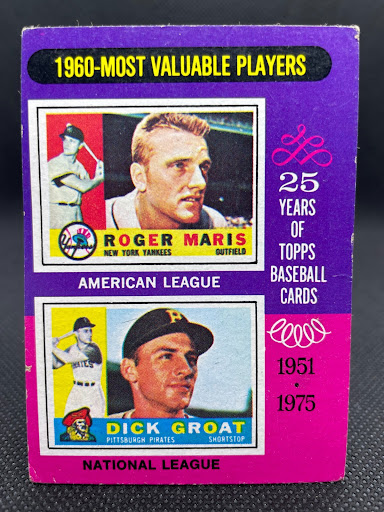 1960-MOST VALUABLE PLAYERS
ROGER MARIS
NEW YORK YANKEES OUTFIELD
AMERICAN LEAGUE
DICK GROAT
PITTSBURGH PIRATES SHORTSTOP
NATIONAL LEAGUE
25
YEARS
OF
TOPPS
BASEBALL
CARDS
1951
•
1975